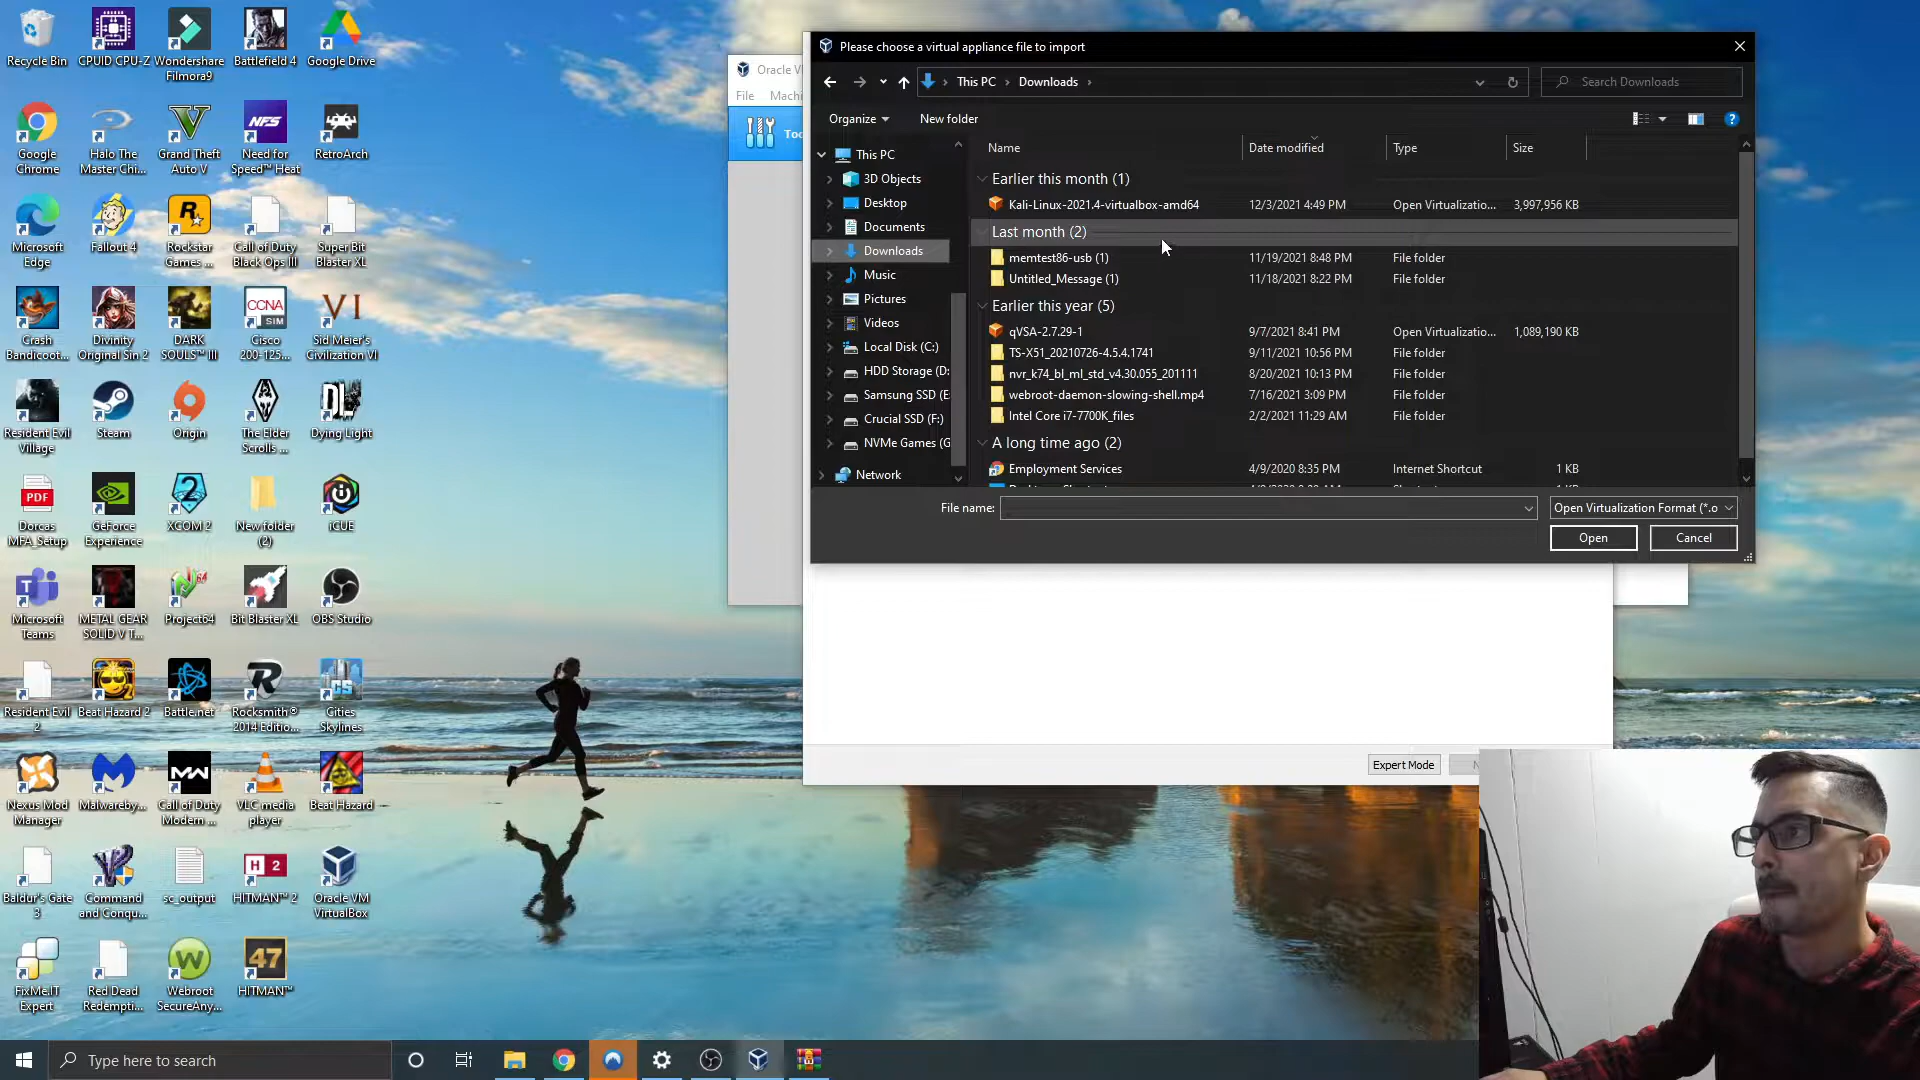 Recycle Bin
CPUID CPU-Z
Wondershare
Filmora9
Battlefield 4
Google Drive
Google
Chrome
Halo The
Master Chi...
Grand Theft
Auto V
Need for
Speed™ Heat
RetroArch
Microsoft
Edge
Fallout 4
Rockstar
Games ...
Call of Duty
Black Ops III
Super Bit
Blaster XL
Crash
Bandicoot...
Divinity
Original Sin 2
DARK
SOULS™ III
Cisco
200-125...
Sid Meier's
Civilization VI
Resident Evil
Village
Steam
Origin
The Elder
Scrolls ...
Dying Light
Dorcas
MFA_Setup
GeForce
Experience
XCOM 2
New folder
(2)
iCUE
Microsoft
Teams
METAL GEAR
SOLID V T...
Project64
Bit Blaster XL
OBS Studio
Resident Evil
2
Beat Hazard 2
Battle.net
Rocksmith®
2014 Editio...
Cities
Skylines
Nexus Mod
Manager
Malwareby...
Call of Duty
Modern ...
VLC media
player
Beat Hazard
Baldur's Gate
3
Command
and Conqu...
sc_output
HITMAN™ 2
Oracle VM
VirtualBox
FixMe.IT
Expert
Red Dead
Redempti...
Webroot
SecureAny...
HITMAN™
Oracle V
File Machi
Too
Please choose a virtual appliance file to import
This PC › Downloads ›
Search Downloads
Organize
New folder
This PC
3D Objects
Desktop
Documents
Downloads
Music
Pictures
Videos
Local Disk (C:)
HDD Storage (D:
Samsung SSD (E
Crucial SSD (F:)
NVMe Games (G
Network
Name Date modified Type Size
Earlier this month (1)
Kali-Linux-2021.4-virtualbox-amd64 12/3/2021 4:49 PM Open Virtualizatio... 3,997,956 KB
Last month (2)
memtest86-usb (1) 11/19/2021 8:48 PM File folder
Untitled_Message (1) 11/18/2021 8:22 PM File folder
Earlier this year (5)
qVSA-2.7.29-1 9/7/2021 8:41 PM Open Virtualizatio... 1,089,190 KB
TS-X51_20210726-4.5.4.1741 9/11/2021 10:56 PM File folder
nvr_k74_bl_ml_std_v4.30.055_201111 8/20/2021 10:13 PM File folder
webroot-daemon-slowing-shell.mp4 7/16/2021 3:09 PM File folder
Intel Core i7-7700K_files 2/2/2021 11:29 AM File folder
A long time ago (2)
Employment Services 4/9/2020 8:35 PM Internet Shortcut 1 KB
File name:
Open Virtualization Format (*.o
Open
Cancel
Expert Mode
Type here to search